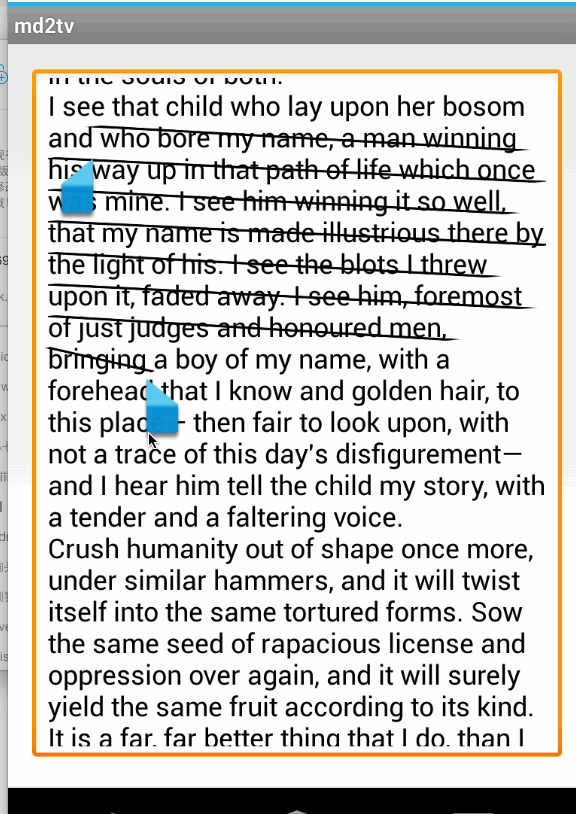 md2tv
in the souls of both.
I see that child who lay upon her bosom
and who bore my name, a man winning
his way up in that path of life which once
was mine. I see him winning it so well,
that my name is made illustrious there by
the light of his. I see the blots I threw
upon it, faded away. I see him, foremost
of just judges and honoured men,
bringing a boy of my name, with a
forehead that I know and golden hair, to
this place — then fair to look upon, with
not a trace of this day's disfigurement—
and I hear him tell the child my story, with
a tender and a faltering voice.
Crush humanity out of shape once more,
under similar hammers, and it will twist
itself into the same tortured forms. Sow
the same seed of rapacious license and
oppression over again, and it will surely
yield the same fruit according to its kind.
It is a far, far better thing that I do, than I